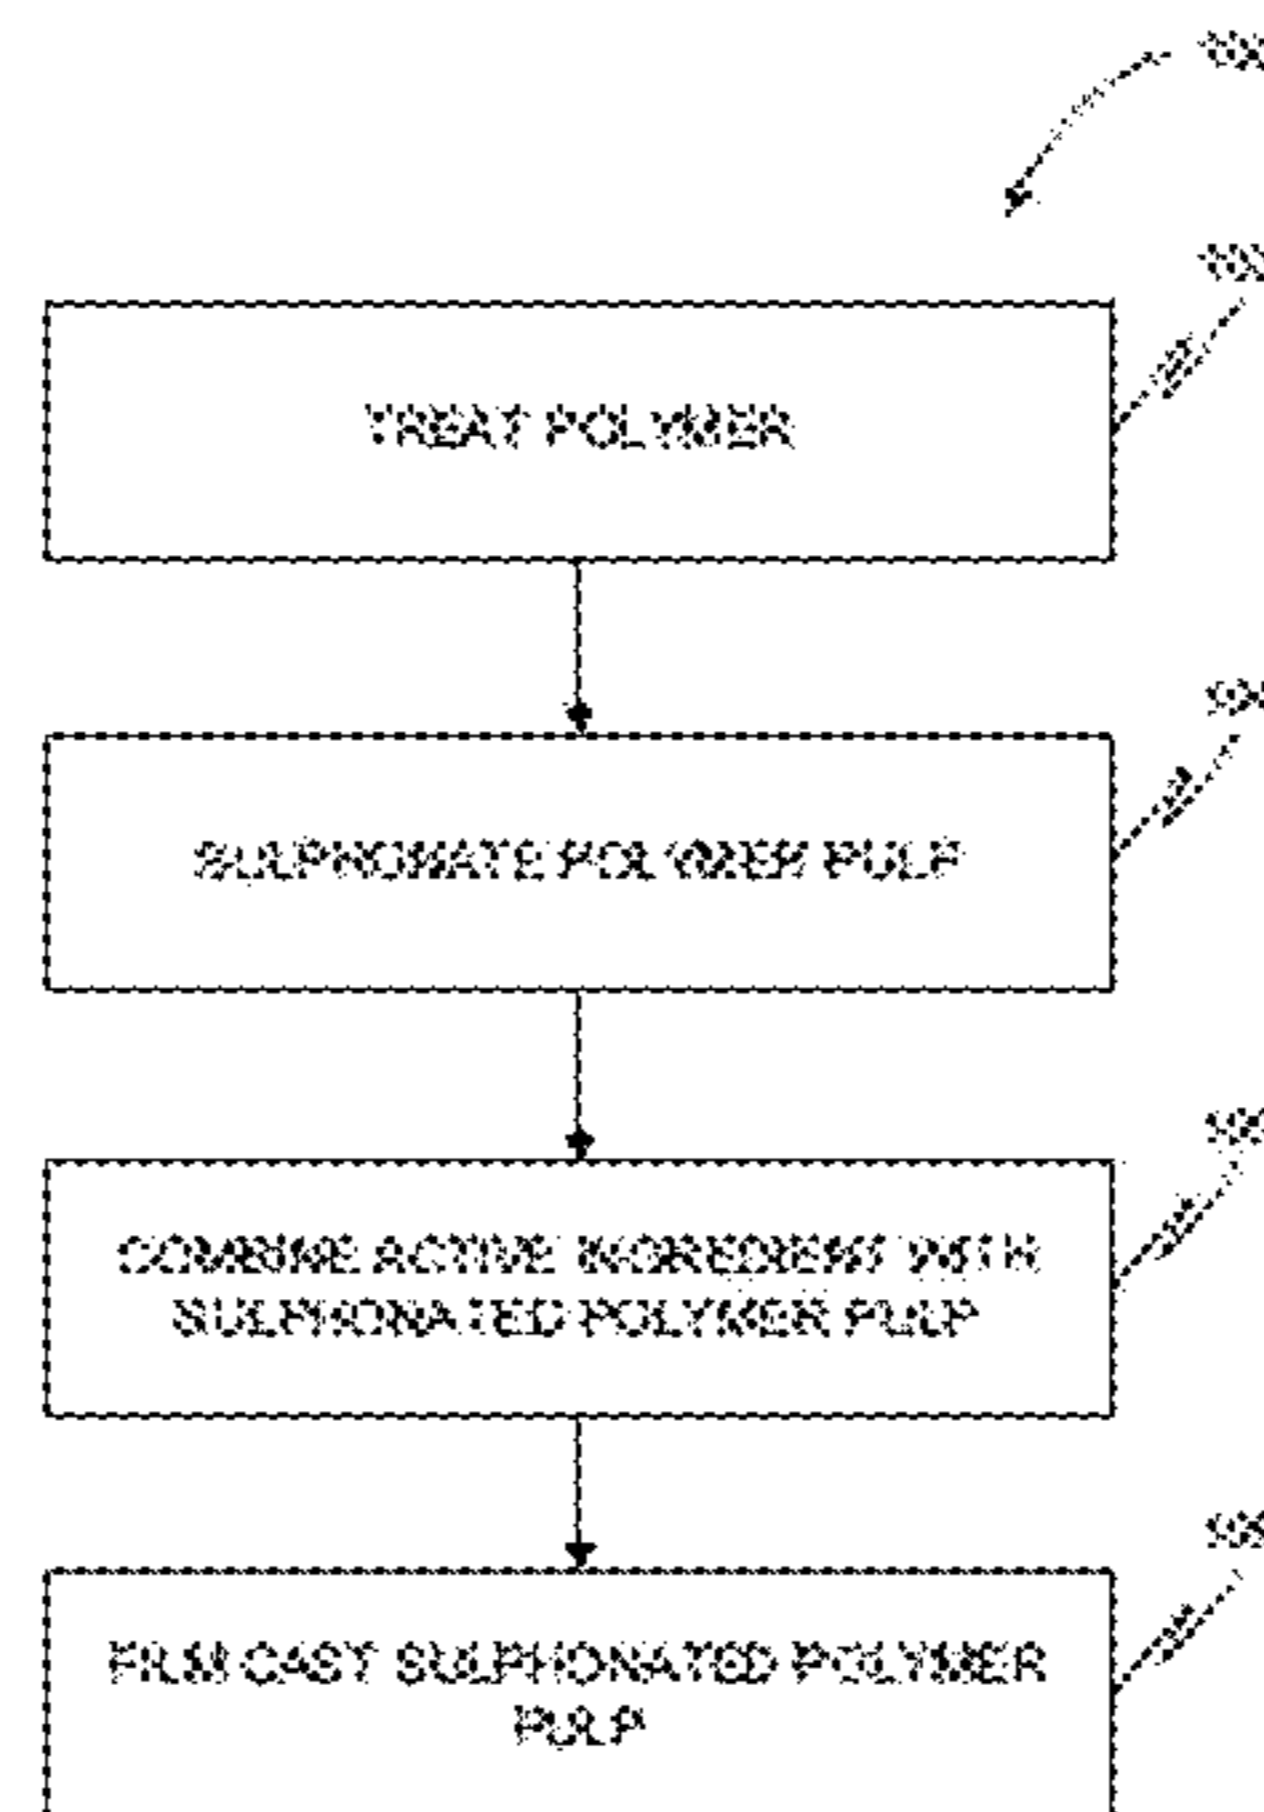 TREAT POLYMER
SULPHONATE POLYMER PULP
COMBINE ACTIVE INGREDIENT WITH
SULPHONATED POLYMER PULP
FILM CAST SULPHONATED POLYMER
PULP